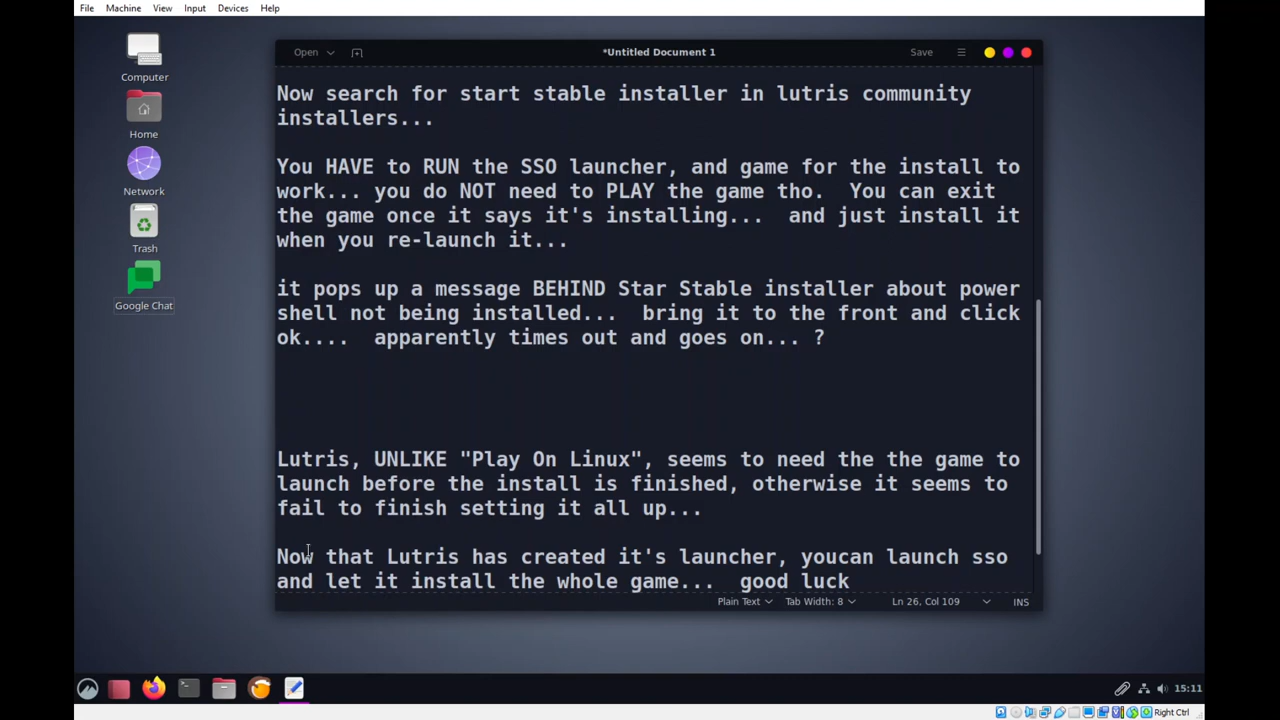 File Machine View Input Devices Help
Open *Untitled Document 1 Save
Computer
Home
Network
Trash
Google Chat
Now search for start stable installer in lutris community
installers...
You HAVE to RUN the SSO launcher, and game for the install to
work... you do NOT need to PLAY the game tho.  You can exit
the game once it says it's installing...  and just install it
when you re-launch it...
it pops up a message BEHIND Star Stable installer about power
shell not being installed...  bring it to the front and click
ok....  apparently times out and goes on... ?
Lutris, UNLIKE "Play On Linux", seems to need the the game to
launch before the install is finished, otherwise it seems to
fail to finish setting it all up...
Now that Lutris has created it's launcher, youcan launch sso
and let it install the whole game...  good luck
Plain Text Tab Width: 8 Ln 26, Col 109 INS
15:11
Right Ctrl